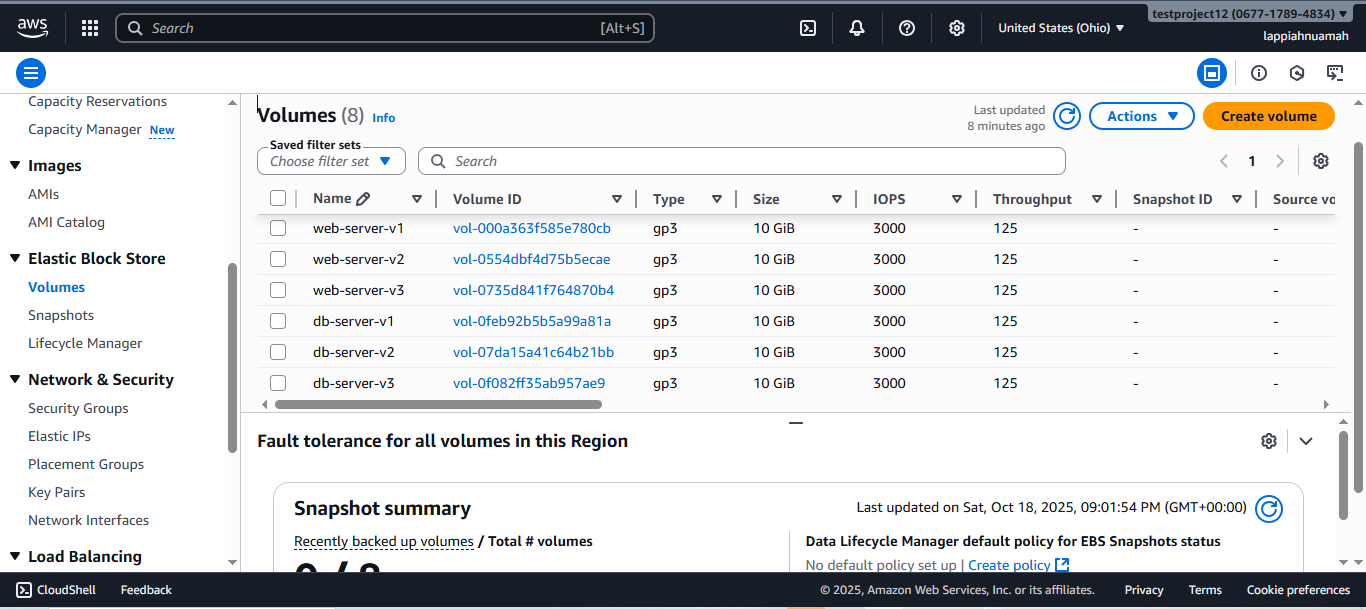 aws
Search [Alt+S]
United States (Ohio)
testproject12 (0677-1789-4834)
lappiahnuamah
Capacity Reservations
Capacity Manager New
Images
AMIs
AMI Catalog
Elastic Block Store
Volumes
Snapshots
Lifecycle Manager
Network & Security
Security Groups
Elastic IPs
Placement Groups
Key Pairs
Network Interfaces
Load Balancing
Volumes (8) Info
Last updated
8 minutes ago
Actions
Create volume
Saved filter sets
Choose filter set
Search
1
Name Volume ID Type Size IOPS Throughput Snapshot ID Source vo
web-server-v1 vol-000a363f585e780cb gp3 10 GiB 3000 125 - -
web-server-v2 vol-0554dbf4d75b5ecae gp3 10 GiB 3000 125 - -
web-server-v3 vol-0735d841f764870b4 gp3 10 GiB 3000 125 - -
db-server-v1 vol-0feb92b5b5a99a81a gp3 10 GiB 3000 125 - -
db-server-v2 vol-07da15a41c64b21bb gp3 10 GiB 3000 125 - -
db-server-v3 vol-0f082ff35ab957ae9 gp3 10 GiB 3000 125 - -
Fault tolerance for all volumes in this Region
Snapshot summary
Last updated on Sat, Oct 18, 2025, 09:01:54 PM (GMT+00:00)
Recently backed up volumes / Total # volumes
0 / 8
Data Lifecycle Manager default policy for EBS Snapshots status
No default policy set up | Create policy
CloudShell Feedback
© 2025, Amazon Web Services, Inc. or its affiliates. Privacy Terms Cookie preferences